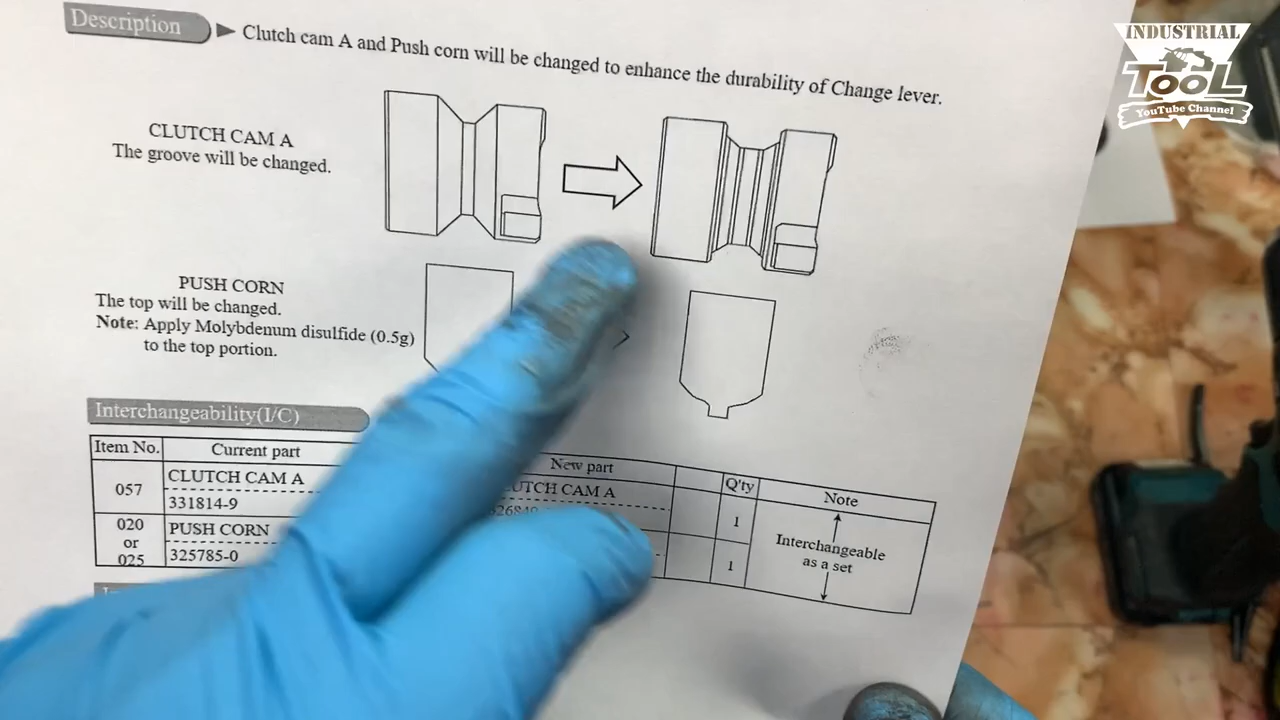 Description
Clutch cam A and Push corn will be changed to enhance the durability of Change lever.
CLUTCH CAM A
The groove will be changed.
PUSH CORN
The top will be changed.
Note: Apply Molybdenum disulfide (0.5g)
to the top portion.
Interchangeability(I/C)
Item No. Current part New part Q'ty Note
057 CLUTCH CAM A CAM A 1
331814-9
020 or 025 PUSH CORN 1
325785-0
Interchangeable
as a set
INDUSTRIAL
TOOL
YouTube Channel